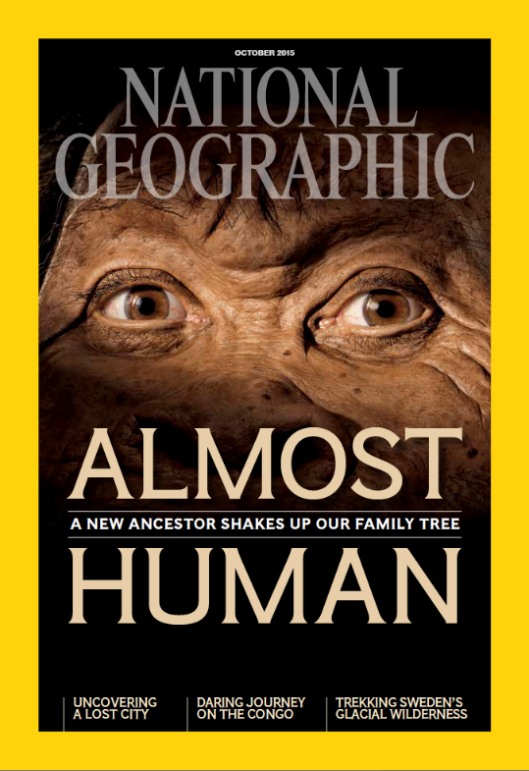 OCTOBER 2015
NATIONAL
GEOGRAPHIC
ALMOST
A NEW ANCESTOR SHAKES UP OUR FAMILY TREE
HUMAN
UNCOVERING
A LOST CITY
DARING JOURNEY
ON THE CONGO
TREKKING SWEDEN'S
GLACIAL WILDERNESS